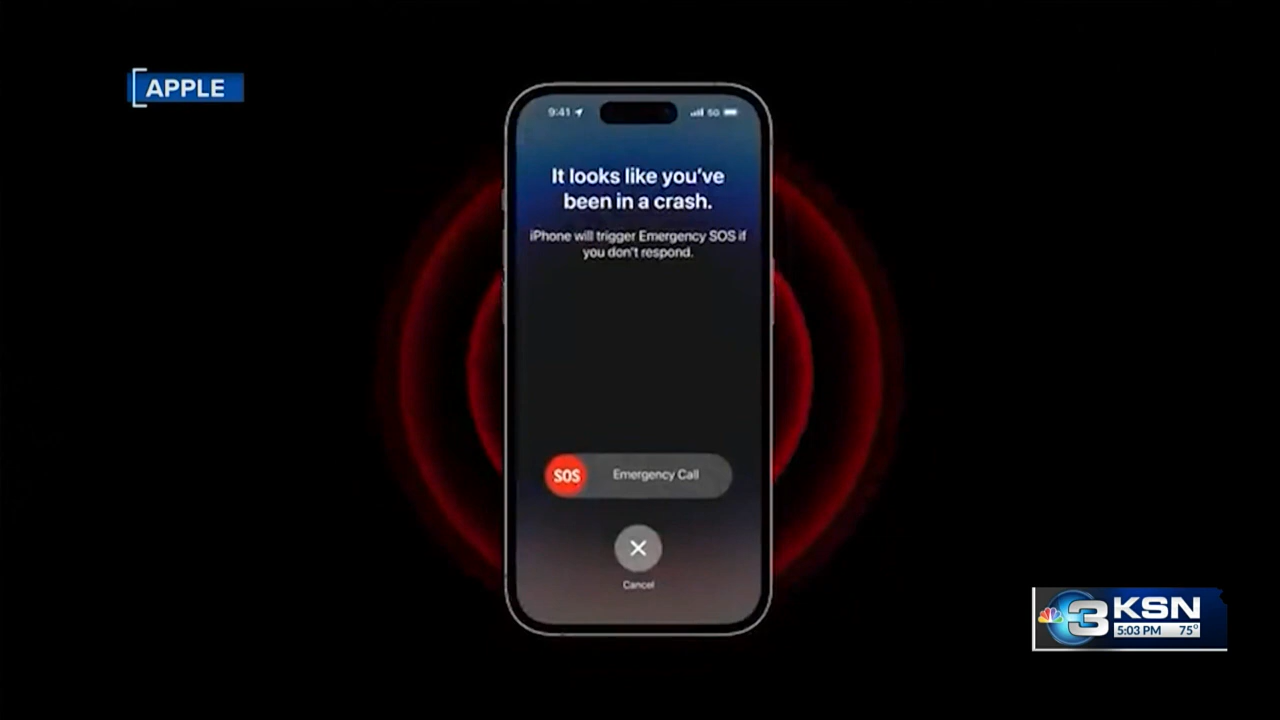 APPLE
9:41
5G
It looks like you've
been in a crash.
iPhone will trigger Emergency SOS if
you don't respond.
SOS
Emergency Call
Cancel
3 KSN
5:03 PM 75°